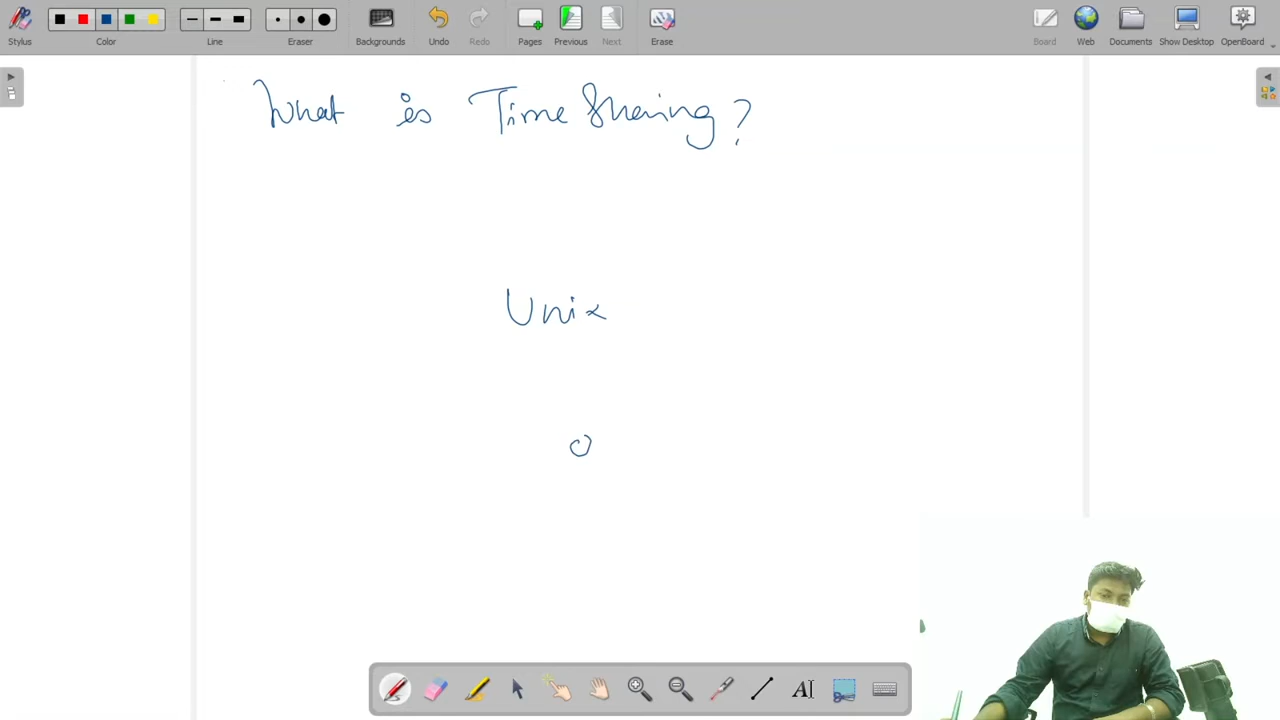 Stylus
Color
Line
Eraser
Backgrounds
Undo
Redo
Pages
Previous
Next
Erase
Board
Web
Documents
Show Desktop
OpenBoard
What is Time Sharing?
Unix
O
AI